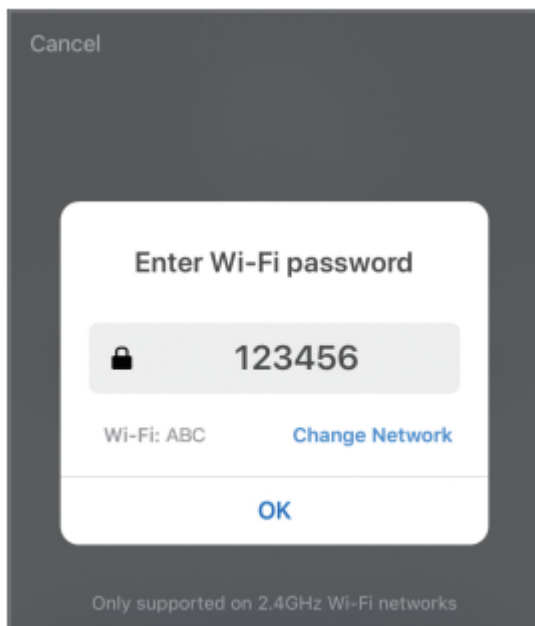 Cancel
Enter Wi-Fi password
123456
Wi-Fi: ABC Change Network
OK
Only supported on 2.4GHz Wi-Fi networks